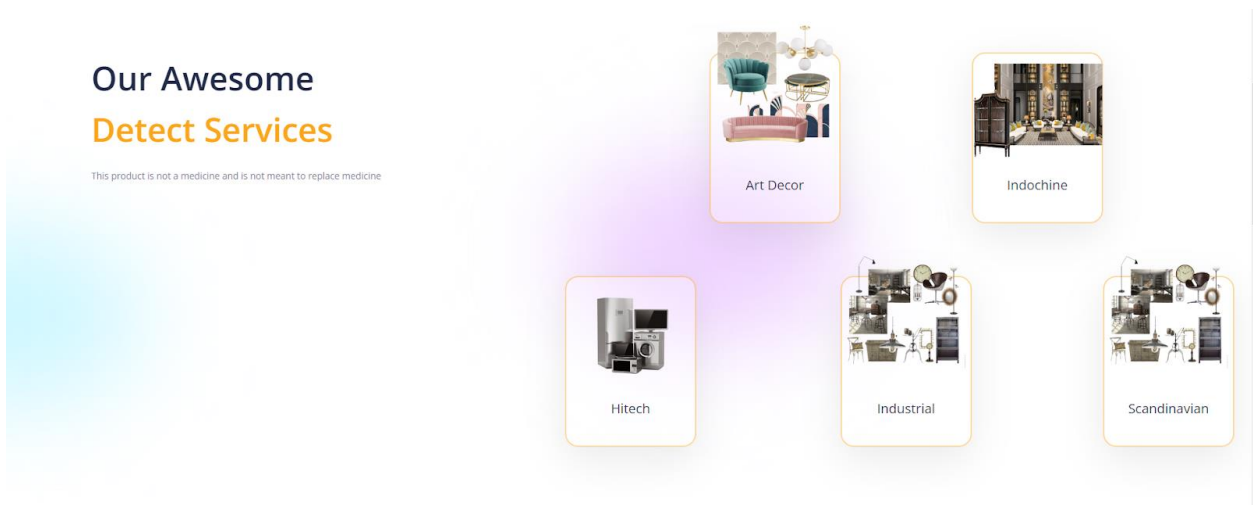 Our Awesome
Detect Services
This product is not a medicine and is not meant to replace medicine
Art Decor
Indochine
Hitech
Industrial
Scandinavian